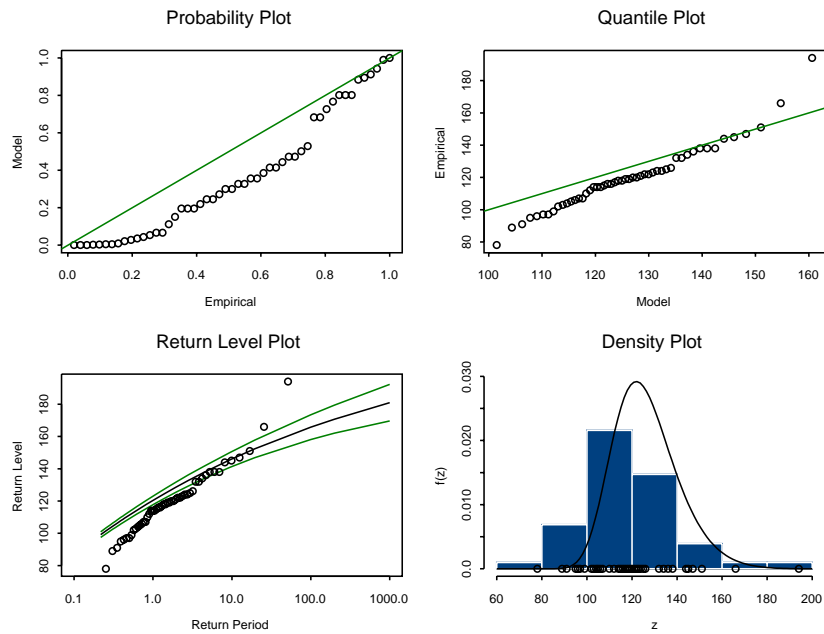 Probability Plot
Model
0.0 0.2 0.4 0.6 0.8 1.0
0.0 0.2 0.4 0.6 0.8 1.0
Empirical
Quantile Plot
Empirical
80 100 120 140 160 180
100 110 120 130 140 150 160
Model
Return Level Plot
Return Level
80 100 120 140 160 180
0.1 1.0 10.0 100.0 1000.0
Return Period
Density Plot
f(z)
0.0 0.010 0.020 0.030
60 80 100 120 140 160 180 200
z